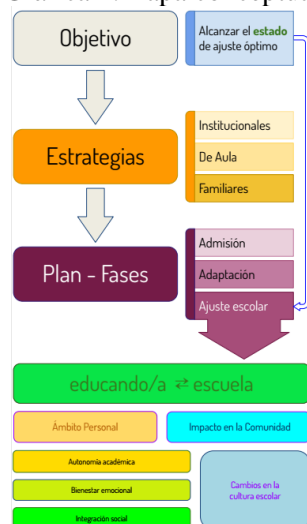 Objetivo
Alcanzar el estado
de ajuste óptimo
Estrategias
Institucionales
De Aula
Familiares
Plan - Fases
Admisión
Adaptación
Ajuste escolar
educando/a ⇄ escuela
Ámbito Personal
Impacto en la Comunidad
Autonomía académica
Bienestar emocional
Integración social
Cambios en la
cultura escolar